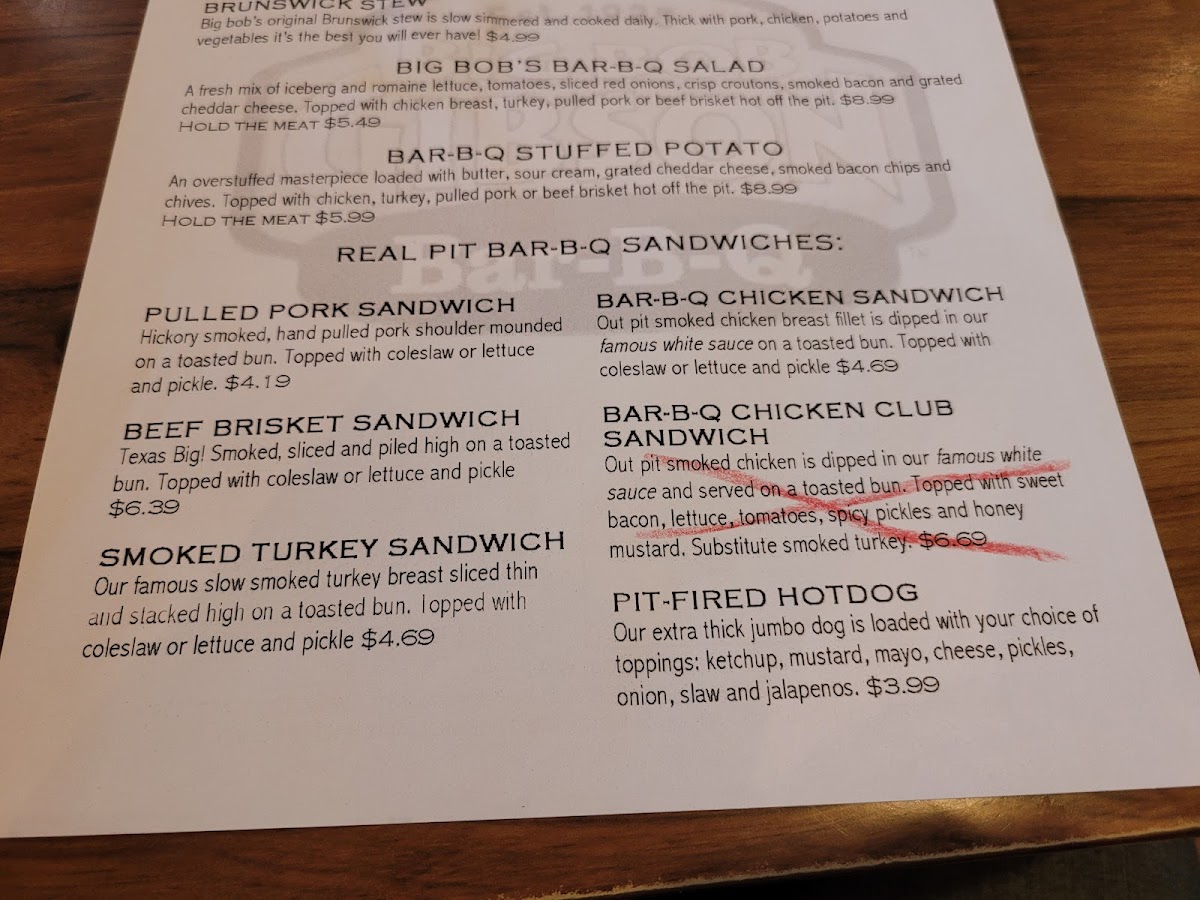 BRUNSWICK STEW
Big bob's original Brunswick stew is slow simmered and cooked daily. Thick with pork, chicken, potatoes and
vegetables it's the best you will ever have! $4.99
BIG BOB'S BAR-B-Q SALAD
A fresh mix of iceberg and romaine lettuce, tomatoes, sliced red onions, crisp croutons, smoked bacon and grated
cheddar cheese. Topped with chicken breast, turkey, pulled pork or beef brisket hot off the pit. $8.99
HOLD THE MEAT $5.49
BAR-B-Q STUFFED POTATO
An overstuffed masterpiece loaded with butter, sour cream, grated cheddar cheese, smoked bacon chips and
chives. Topped with chicken, turkey, pulled pork or beef brisket hot off the pit. $8.99
HOLD THE MEAT $5.99
REAL PIT BAR-B-Q SANDWICHES:
PULLED PORK SANDWICH
Hickory smoked, hand pulled pork shoulder mounded
on a toasted bun. Topped with coleslaw or lettuce
and pickle. $4.19
BEEF BRISKET SANDWICH
Texas Big! Smoked, sliced and piled high on a toasted
bun. Topped with coleslaw or lettuce and pickle
$6.39
SMOKED TURKEY SANDWICH
Our famous slow smoked turkey breast sliced thin
and stacked high on a toasted bun. Topped with
coleslaw or lettuce and pickle $4.69
BAR-B-Q CHICKEN SANDWICH
Out pit smoked chicken breast fillet is dipped in our
famous white sauce on a toasted bun. Topped with
coleslaw or lettuce and pickle $4.69
BAR-B-Q CHICKEN CLUB
SANDWICH
Out pit smoked chicken is dipped in our famous white
sauce and served on a toasted bun. Topped with sweet
bacon, lettuce, tomatoes, spicy pickles and honey
mustard. Substitute smoked turkey. $6.69
PIT-FIRED HOTDOG
Our extra thick jumbo dog is loaded with your choice of
toppings: ketchup, mustard, mayo, cheese, pickles,
onion, slaw and jalapenos. $3.99
BIG BOB
GIBSON
Bar-B-Q